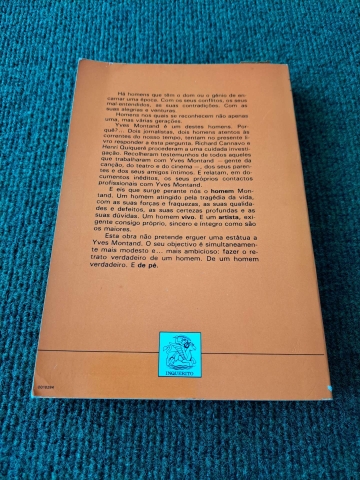 Há homens que têm o dom ou o génio de en-
carnar uma época. Com os seus conflitos, os seus
mal-entendidos, as suas contradições. Com as
suas alegrias e venturas.
Homens nos quais se reconhecem não apenas
uma, mas várias gerações.
Yves Montand é um destes homens. Por-
quê?... Dois jornalistas, dois homens atentos às
correntes do nosso tempo, tentam no presente li-
vro responder a esta pergunta. Richard Cannavo e
Henri Quiqueré procederam a uma cuidada investi-
gação. Recolheram testemunhos de todos aqueles
que trabalharam com Yves Montand — gente da
canção, do teatro e do cinema —, dos seus paren-
tes e dos seus amigos íntimos. E relatam, em do-
cumentos inéditos, os seus próprios contactos
profissionais com Yves Montand.
E eis que surge perante nós o homem Mon-
tand. Um homem atingido pela tragédia da vida,
com as suas forças e fraquezas, as suas qualida-
des e defeitos, as suas certezas profundas e as
suas dúvidas. Um homem vivo. E um artista, exi-
gente consigo próprio, sincero e íntegro como são
os maiores.
Esta obra não pretende erguer uma estátua a
Yves Montand. O seu objectivo é simultaneamen-
te mais modesto e... mais ambicioso: fazer o re-
trato verdadeiro de um homem. De um homem
verdadeiro. E de pé.
INQUÉRITO